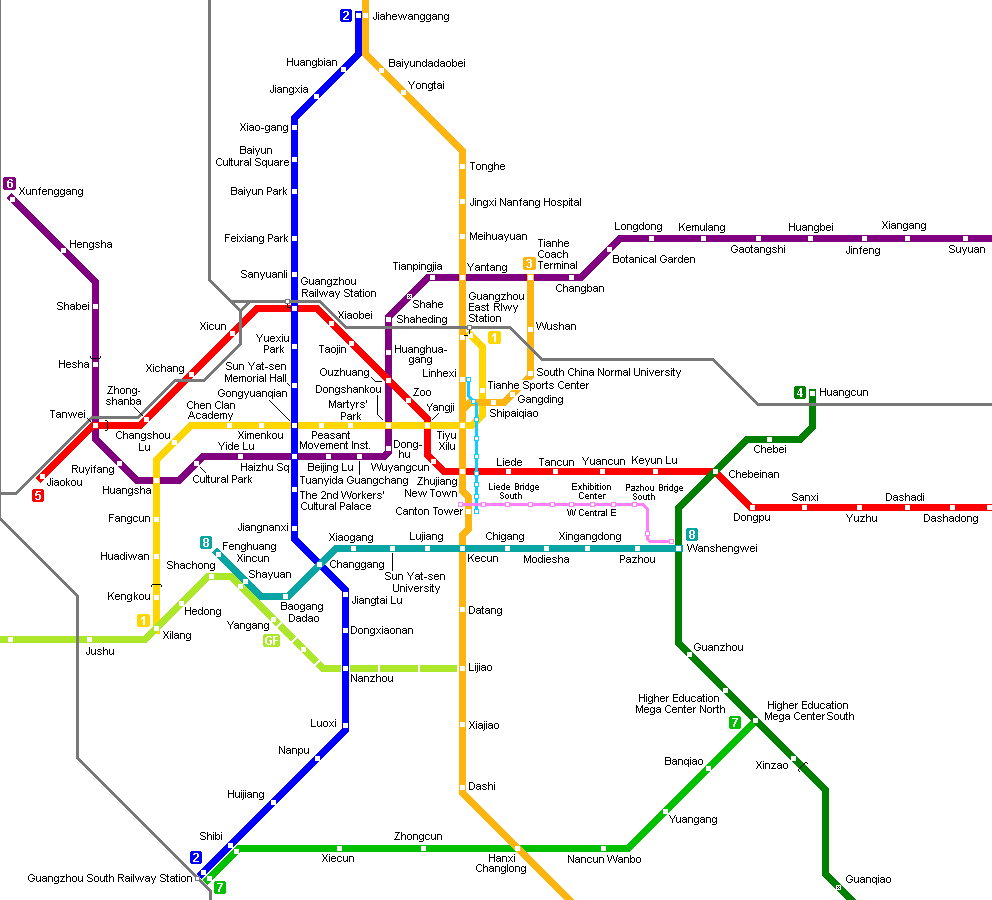 2
Jiahewanggang
Huangbian
Baiyundadaobei
Jiangxia
Yongtai
Xiao-gang
Baiyun
Cultural Square
Tonghe
6
Xunfenggang
Baiyun Park
Jingxi Nanfang Hospital
Hengsha
Feixiang Park
Meihuayuan
Tianhe
Coach
Terminal
3
Longdong
Kemulang
Gaotangshi
Huangbei
Jinfeng
Xiangang
Suyuen
Botanical Garden
Sanyuanli
Tianpingjia
Yantang
Changban
Guangzhou
Railway Station
Shabei
Shahe
Guangzhou
East Rlwy
Station
Xicun
Xiaobei
Shaheding
Wushan
1
Yuexiu
Park
Taojin
Huanghua-
gang
Hesha
Xichang
Sun Yat-sen
Memorial Hall
Ouzhuang
Linhexi
South China Normal University
Zhong-
shanba
Gongyuanqian
Dongshankou
Zoo
Tianhe Sports Center
4
Huangcun
Tanwei
Chen Clan
Academy
Martyrs'
Park
Yangji
Gangding
Shipaiqiao
Changshou
Lu
Ximenkou
Peasant
Movement Inst.
Tiyu
Xilu
Chebei
Yide Lu
Dong-
hu
Ruyifang
Haizhu Sq
Beijing Lu
Wuyangcun
Liede
Tancun
Yuancun
Keyun Lu
Chebeinan
5
Jiaokou
Huangsha
Cultural Park
Tuanyida Guangchang
Zhujiang
New Town
Liede Bridge
South
Exhibition
Center
Pazhou Bridge
South
The 2nd Workers'
Cultural Palace
Canton Tower
W Central E
Dongpu
Sanxi
Yuzhu
Dashadi
Dashadong
Fangcun
Jiangnanxi
8
Fenghuang
Xincun
Xiaogang
Lujiang
Chigang
Xingangdong
8
Wanshengwei
Huadiwan
Shachong
Shayuan
Changgang
Sun Yat-sen
University
Kecun
Modiesha
Pazhou
Kengkou
Hedong
Baogang
Dadao
Jiangtai Lu
Datang
1
Xilang
Yangang
GF
Dongxiaonan
Jushu
Nanzhou
Lijiao
Guanzhou
Higher Education
Mega Center North
7
Higher Education
Mega Center South
Luoxi
Xiajiao
Nanpu
Banqiao
Xinzao
Huijiang
Dashi
Yuangang
Shibi
Zhongcun
2
Xiecun
Hanxi
Changlong
Nancun Wanbo
Guangzhou South Railway Station
7
Guanqiao